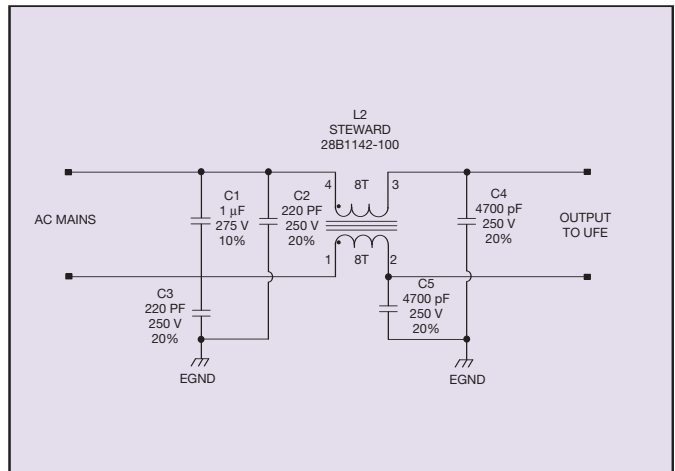 L2
STEWARD
28B1142-100
4
8T
3
AC MAINS
C1
1 μF
275 V
10%
C2
220 PF
250 V
20%
C4
4700 pF
250 V
20%
OUTPUT
TO UFE
1
8T
2
C3
220 PF
250 V
20%
C5
4700 pF
250 V
20%
EGND
EGND